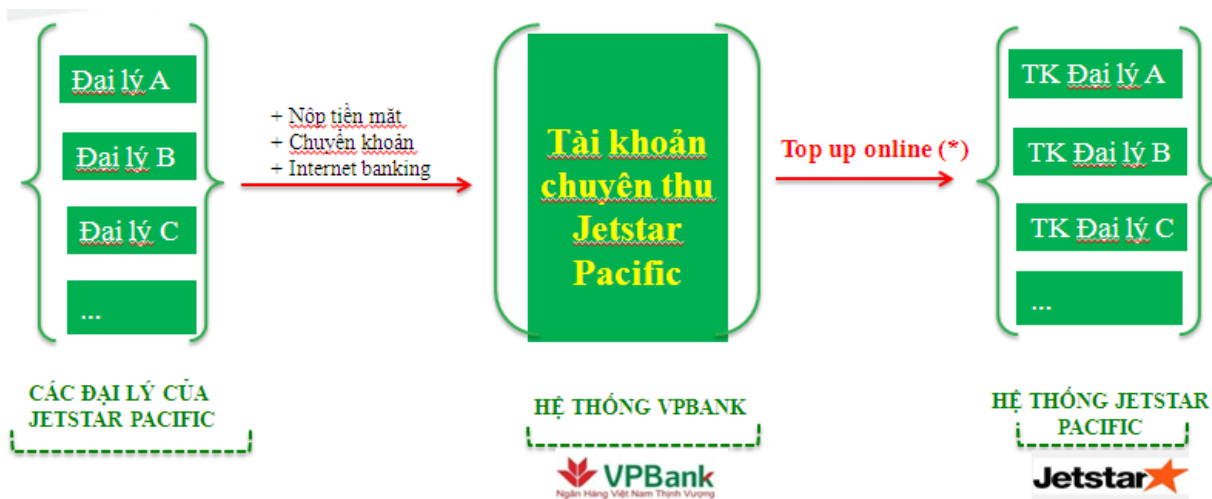 Đại lý A
Đại lý B
Đại lý C
...
+ Nộp tiền mặt
+ Chuyển khoản
+ Internet banking
Tài khoản
chuyên thu
Jetstar
Pacific
Top up online (*)
TK Đại lý A
TK Đại lý B
TK Đại lý C
...
CÁC ĐẠI LÝ CỦA
JETSTAR PACIFIC
HỆ THỐNG VPBANK
VPBank
Ngân Hàng Việt Nam Thịnh Vượng
HỆ THỐNG JETSTAR
PACIFIC
Jetstar